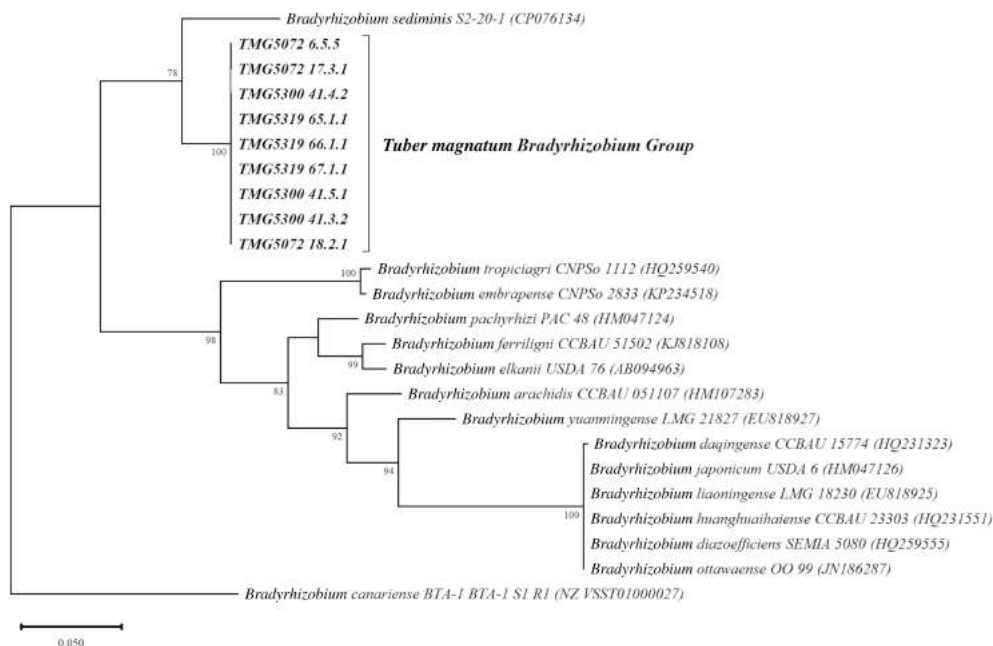 Bradyrhizobium sediminis S2-20-1 (CP076134)
TMG5072 6.5.5
78
TMG5072 17.3.1
TMG5300 41.4.2
TMG5319 65.1.1
TMG5319 66.1.1
Tuber magnatum Bradyrhizobium Group
100
TMG5319 67.1.1
TMG5300 41.5.1
TMG5300 41.3.2
TMG5072 18.2.1
100
Bradyrhizobium tropiciagri CNPSo 1112 (HQ259540)
Bradyrhizobium embrapense CNPSo 2833 (KP234518)
Bradyrhizobium pachyrhizi PAC 48 (HM047124)
98
Bradyrhizobium ferriligni CCBAU 51502 (KJ818108)
99
Bradyrhizobium elkanii USDA 76 (AB094963)
83
Bradyrhizobium arachidis CCBAU 051107 (HM107283)
Bradyrhizobium yuanmingense LMG 21827 (EU818927)
92
Bradyrhizobium daqingense CCBAU 15774 (HQ231323)
94
Bradyrhizobium japonicum USDA 6 (HM047126)
Bradyrhizobium liaoningense LMG 18230 (EU818925)
100
Bradyrhizobium huanghuaihaiense CCBAU 23303 (HQ231551)
Bradyrhizobium diazoefficiens SEMIA 5080 (HQ259555)
Bradyrhizobium ottawaense OO 99 (JN186287)
Bradyrhizobium canariense BTA-1 BTA-1 S1 R1 (NZ VSST01000027)
0.050